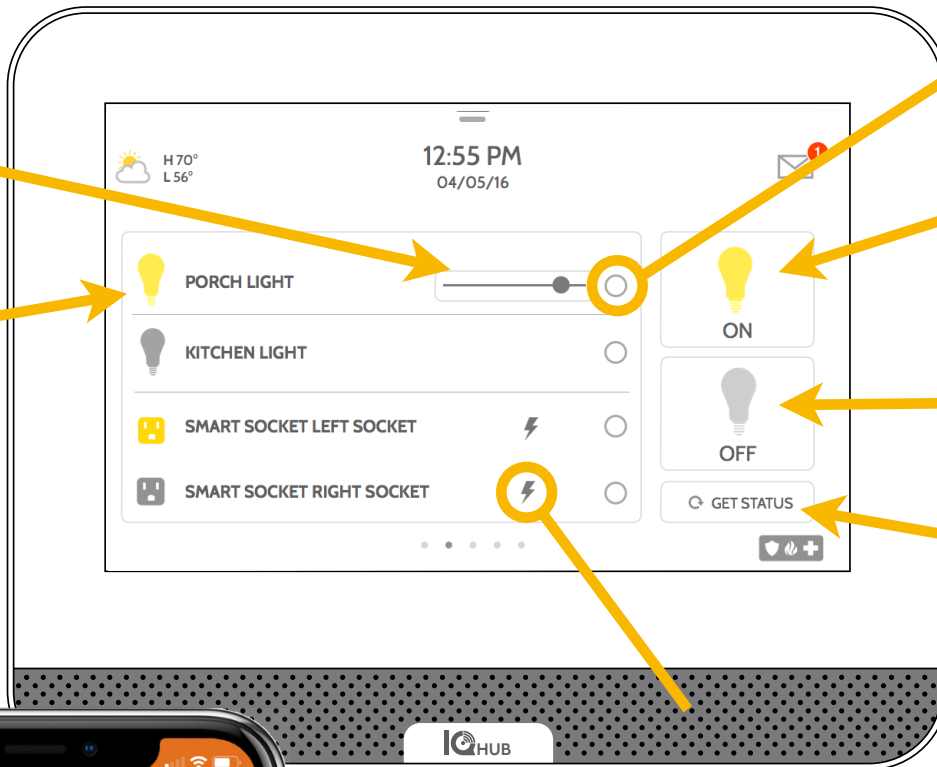 H 70°
L 56°
12:55 PM
04/05/16
1
PORCH LIGHT
KITCHEN LIGHT
SMART SOCKET LEFT SOCKET
SMART SOCKET RIGHT SOCKET
ON
OFF
GET STATUS
IQ HUB